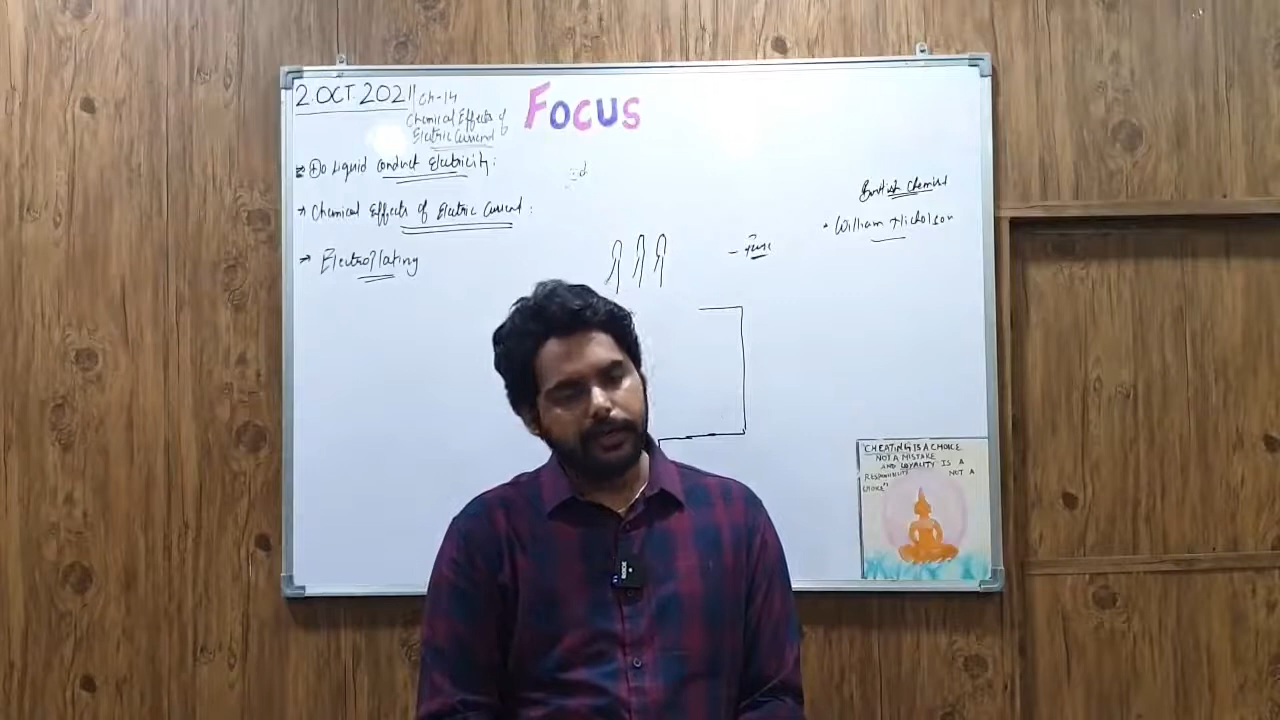 2.OCT.2021
Ch-14
Chemical Effects of
Electric Current
FOCUS
Do Liquid conduct Electricity:
Chemical Effects of Electric Current:
ElectroPlating
British Chemist
William Nicholson
CHEATING IS A CHOICE
NOT A MISTAKE
AND LOYALITY IS A
RESPONSIBILITY NOT A
CHOICE"